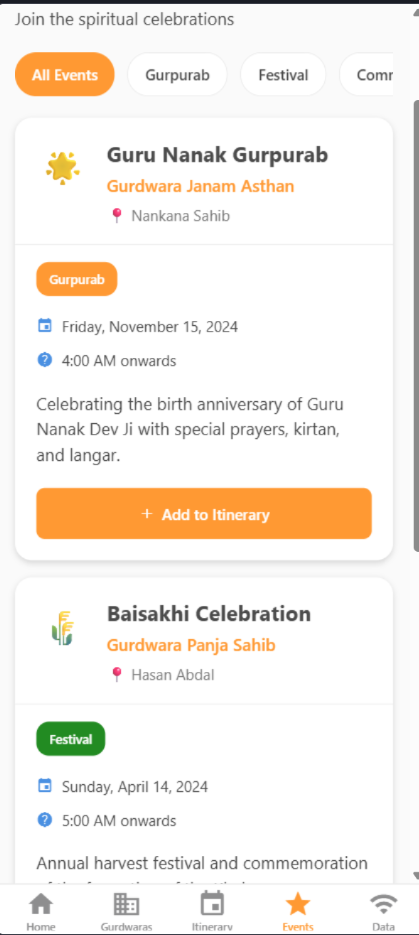 Join the spiritual celebrations
All Events
Gurpurab
Festival
Comr
Guru Nanak Gurpurab
Gurdwara Janam Asthan
Nankana Sahib
Gurpurab
Friday, November 15, 2024
4:00 AM onwards
Celebrating the birth anniversary of Guru
Nanak Dev Ji with special prayers, kirtan,
and langar.
+ Add to Itinerary
Baisakhi Celebration
Gurdwara Panja Sahib
Hasan Abdal
Festival
Sunday, April 14, 2024
5:00 AM onwards
Annual harvest festival and commemoration
Home
Gurdwaras
Itinerary
Events
Data